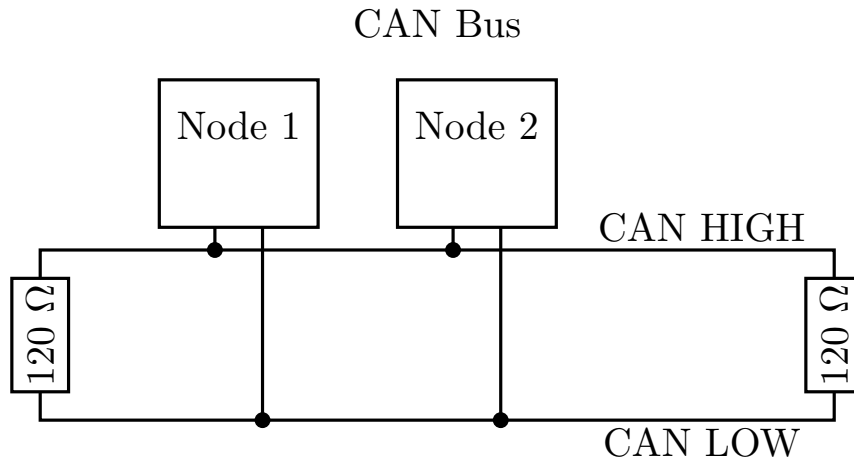 CAN Bus
Node 1
Node 2
CAN HIGH
120 Ω
120 Ω
CAN LOW